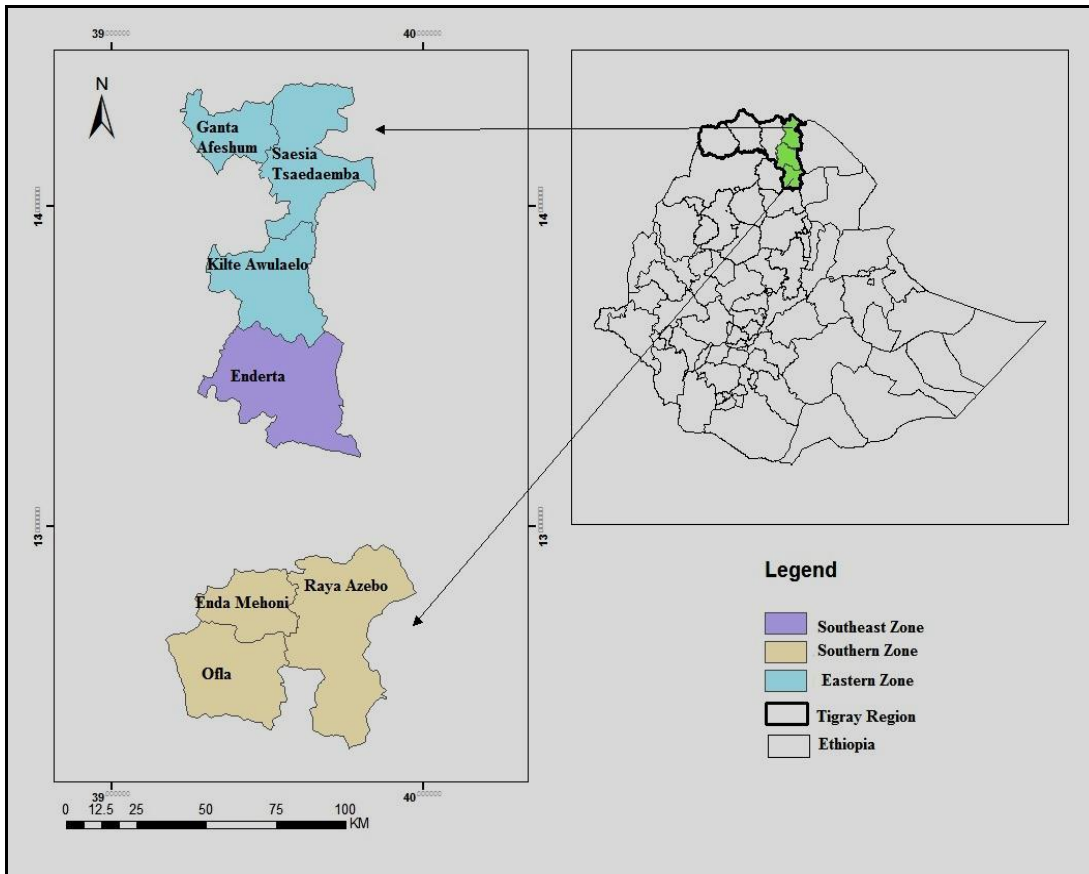 39
40
N
Ganta
Afeshum
Saesia
Tsaedaemba
14
14
Kilte Awulaelo
Enderta
13
13
Raya Azebo
Enda Mehoni
Ofla
39
40
0 12.5 25 50 75 100
KM
Legend
Southeast Zone
Southern Zone
Eastern Zone
Tigray Region
Ethiopia